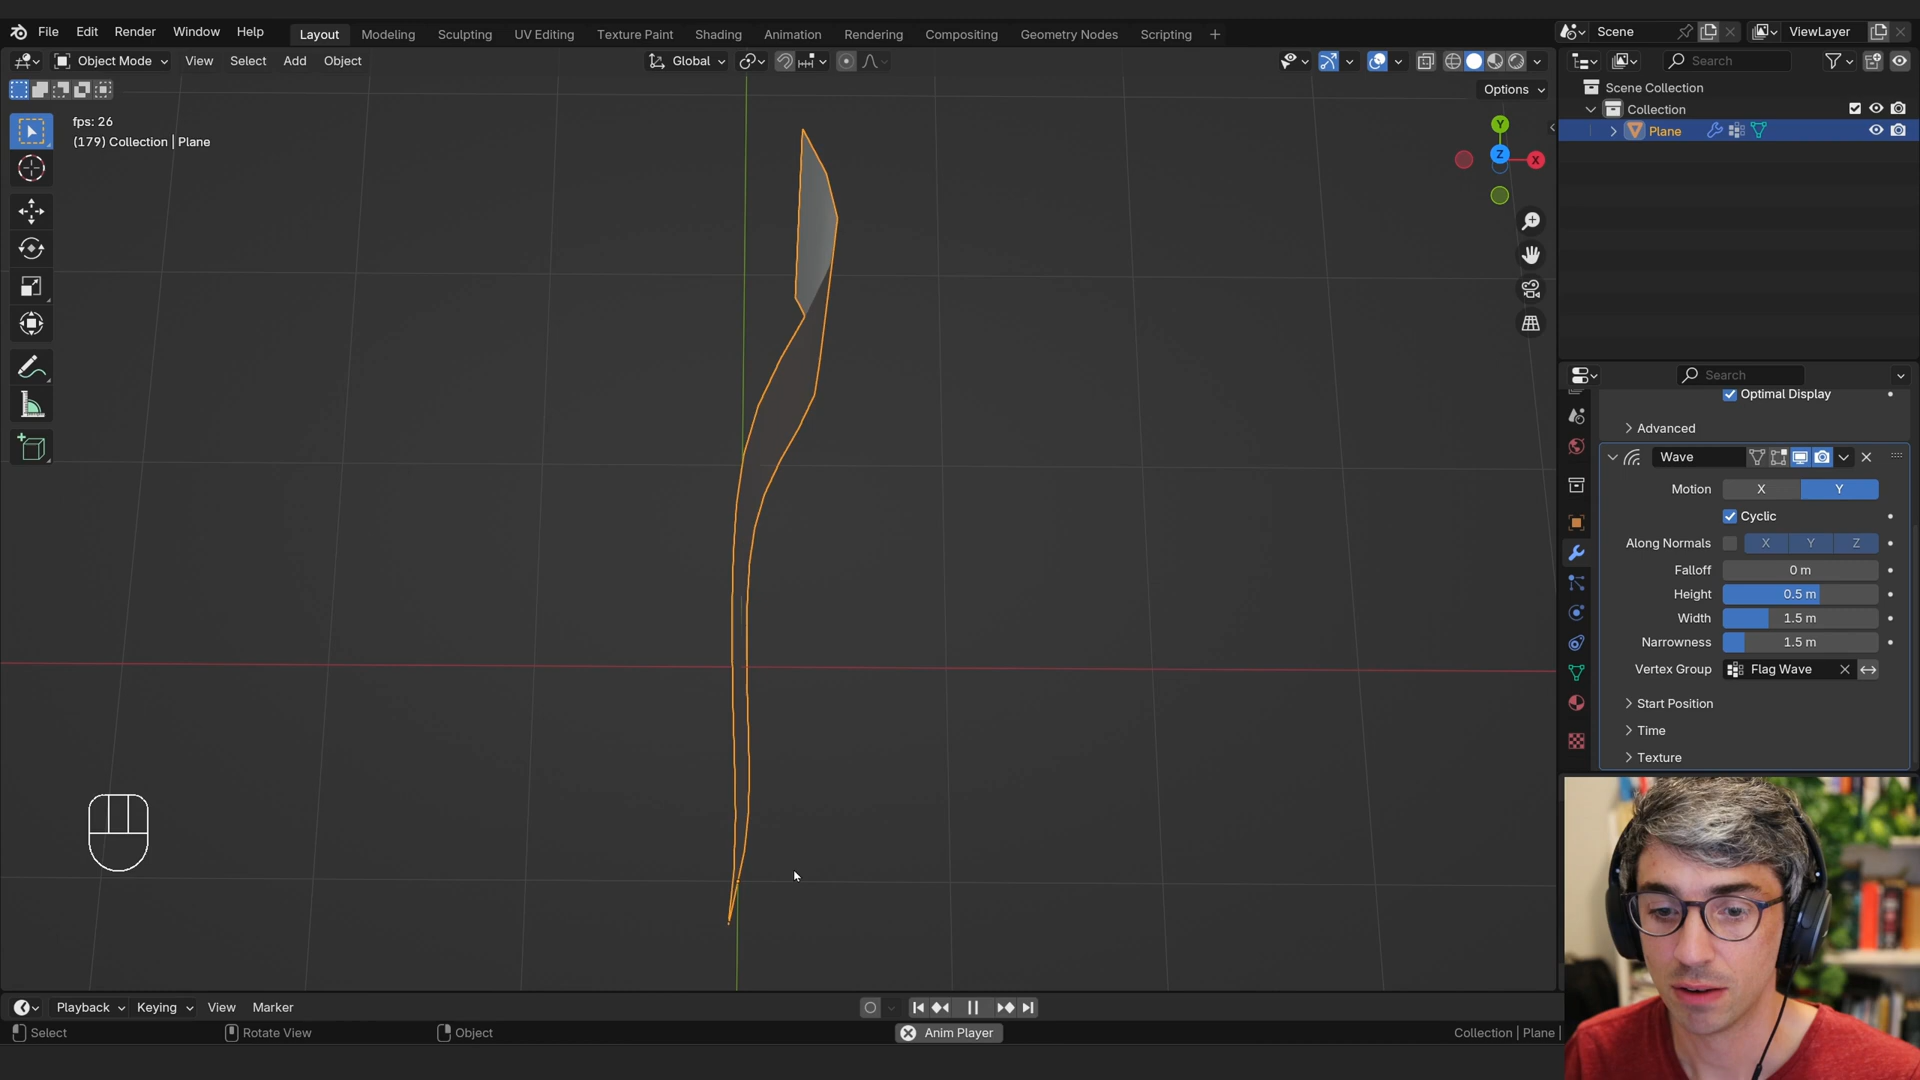 File Edit Render Window Help
Layout Modeling Sculpting UV Editing Texture Paint Shading Animation Rendering Compositing Geometry Nodes Scripting +
Scene
ViewLayer
Object Mode View Select Add Object
Global
Search
Options
Scene Collection
Collection
Plane
fps: 26
(179) Collection | Plane
Y
Z
X
Search
Optimal Display
Advanced
Wave
Motion X Y
Cyclic
Along Normals X Y Z
Falloff 0 m
Height 0.5 m
Width 1.5 m
Narrowness 1.5 m
Vertex Group Flag Wave
Start Position
Time
Texture
Playback Keying View Marker
Select Rotate View Object Anim Player Collection | Plane |